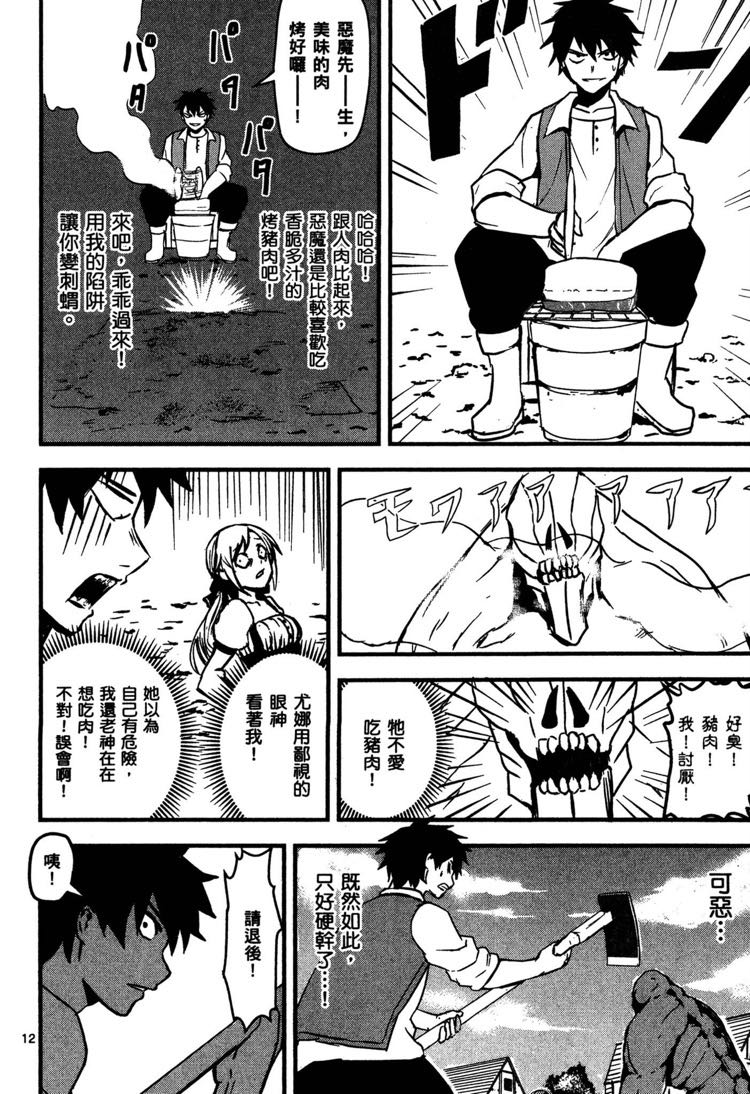 ドドーン
惡魔先——生，
美味的肉
烤好囉——！
パタ
パタ
パタ
哈哈哈！
跟人肉比起來，
惡魔還是比較喜歡吃
香脆多汁的
烤豬肉吧！
來吧，乖乖過來！
用我的陷阱
讓你變刺蝟。
モワァァァァァァ
好臭！
豬肉！
我！討厭！
牠不愛
吃豬肉！
尤娜用鄙視的
眼神
看著我！
她以為
自己有危險，
我還老神在在
想吃肉！
不對！誤會啊！
可惡…
既然如此，
只好硬幹了…！
請退後！
咦！
12